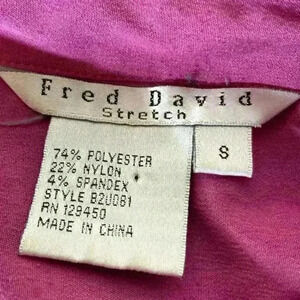 Fred David
Stretch
S
74% POLYESTER
22% NYLON
4% SPANDEX
STYLE B2U081
RN 129450
MADE IN CHINA